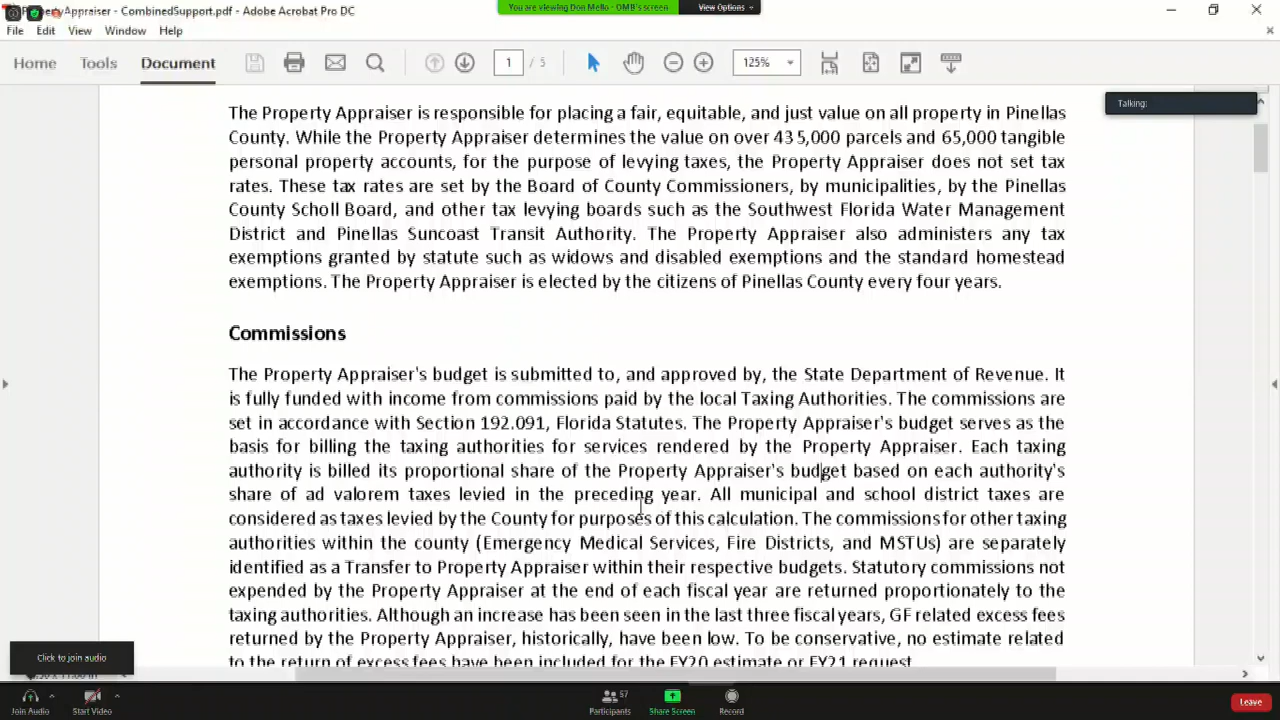 PropertyAppraiser - CombinedSupport.pdf - Adobe Acrobat Pro DC
You are viewing Don Mello - OMB's screen
View Options
File Edit View Window Help
Home Tools Document
1 / 5
125%
Talking:
The Property Appraiser is responsible for placing a fair, equitable, and just value on all property in Pinellas
County. While the Property Appraiser determines the value on over 435,000 parcels and 65,000 tangible
personal property accounts, for the purpose of levying taxes, the Property Appraiser does not set tax
rates. These tax rates are set by the Board of County Commissioners, by municipalities, by the Pinellas
County Scholl Board, and other tax levying boards such as the Southwest Florida Water Management
District and Pinellas Suncoast Transit Authority. The Property Appraiser also administers any tax
exemptions granted by statute such as widows and disabled exemptions and the standard homestead
exemptions. The Property Appraiser is elected by the citizens of Pinellas County every four years.
Commissions
The Property Appraiser's budget is submitted to, and approved by, the State Department of Revenue. It
is fully funded with income from commissions paid by the local Taxing Authorities. The commissions are
set in accordance with Section 192.091, Florida Statutes. The Property Appraiser's budget serves as the
basis for billing the taxing authorities for services rendered by the Property Appraiser. Each taxing
authority is billed its proportional share of the Property Appraiser's budget based on each authority's
share of ad valorem taxes levied in the preceding year. All municipal and school district taxes are
considered as taxes levied by the County for purposes of this calculation. The commissions for other taxing
authorities within the county (Emergency Medical Services, Fire Districts, and MSTUs) are separately
identified as a Transfer to Property Appraiser within their respective budgets. Statutory commissions not
expended by the Property Appraiser at the end of each fiscal year are returned proportionately to the
taxing authorities. Although an increase has been seen in the last three fiscal years, GF related excess fees
returned by the Property Appraiser, historically, have been low. To be conservative, no estimate related
to the return of excess fees have been included for the FY20 estimate or FY21 request.
Click to join audio
Join Audio
Start Video
57
Participants
Share Screen
Record
Leave